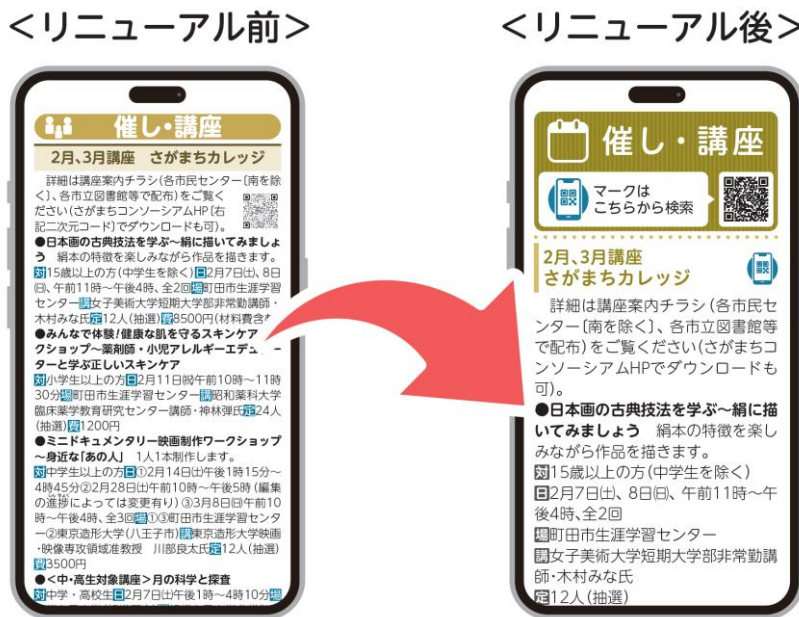 ＜リニューアル前＞
催し・講座
2月、3月講座　さがまちカレッジ
詳細は講座案内チラシ(各市民センター〔南を除
く〕、各市立図書館等で配布)をご覧く
ださい(さがまちコンソーシアムHP〔右
記二次元コード〕でダウンロードも可)。
●日本画の古典技法を学ぶ〜絹に描いてみましょ
う　絹本の特徴を楽しみながら作品を描きます。
対15歳以上の方(中学生を除く)日2月7日㈯、8日
㈰、午前11時〜午後4時、全2回場町田市生涯学習
センター講女子美術大学短期大学部非常勤講師・
木村みな氏定12人(抽選)費8500円(材料費含
●みんなで体験!健康な肌を守るスキンケア
クショップ〜薬剤師・小児アレルギーエデュ
ターと学ぶ正しいスキンケア
対小学生以上の方日2月11日㈷午前10時〜11時
30分場町田市生涯学習センター講昭和薬科大学
臨床薬学教育研究センター講師・神林弾氏定24人
(抽選)費1200円
●ミニドキュメンタリー映画制作ワークショップ
〜身近な「あの人」　1人1本制作します。
対中学生以上の方日①2月14日㈯午後1時15分〜
4時45分②2月28日㈯午前10時〜午後5時(編集
の進捗によっては変更有り)③3月8日㈰午前10
時〜午後4時、全3回場①③町田市生涯学習センタ
ー②東京造形大学(八王子市)講東京造形大学映画
・映像専攻領域准教授　川部良太氏定12人(抽選)
費3500円
●＜中・高生対象講座＞月の科学と探査
対中学・高校生日2月7日㈯午後1時〜4時10分場
＜リニューアル後＞
催し・講座
マークは
こちらから検索
2月、3月講座
さがまちカレッジ
詳細は講座案内チラシ(各市民セ
ンター〔南を除く〕、各市立図書館等
で配布)をご覧ください(さがまちコ
ンソーシアムHPでダウンロードも
可)。
●日本画の古典技法を学ぶ〜絹に描
いてみましょう　絹本の特徴を楽し
みながら作品を描きます。
対15歳以上の方(中学生を除く)
日2月7日㈯、8日㈰、午前11時〜午
後4時、全2回
場町田市生涯学習センター
講女子美術大学短期大学部非常勤講
師・木村みな氏
定12人(抽選)